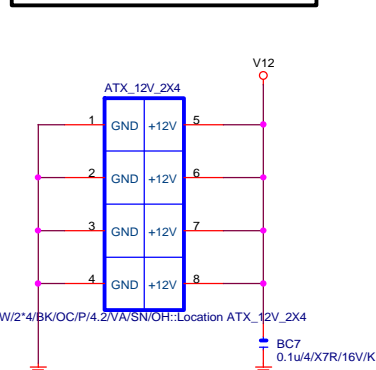 V12
ATX_12V_2X4
1 GND +12V 5
2 GND +12V 6
3 GND +12V 7
4 GND +12V 8
W/2*4/BK/OC/P/4.2/VA/SN/OH::Location ATX_12V_2X4
BC7
0.1u/4/X7R/16V/K